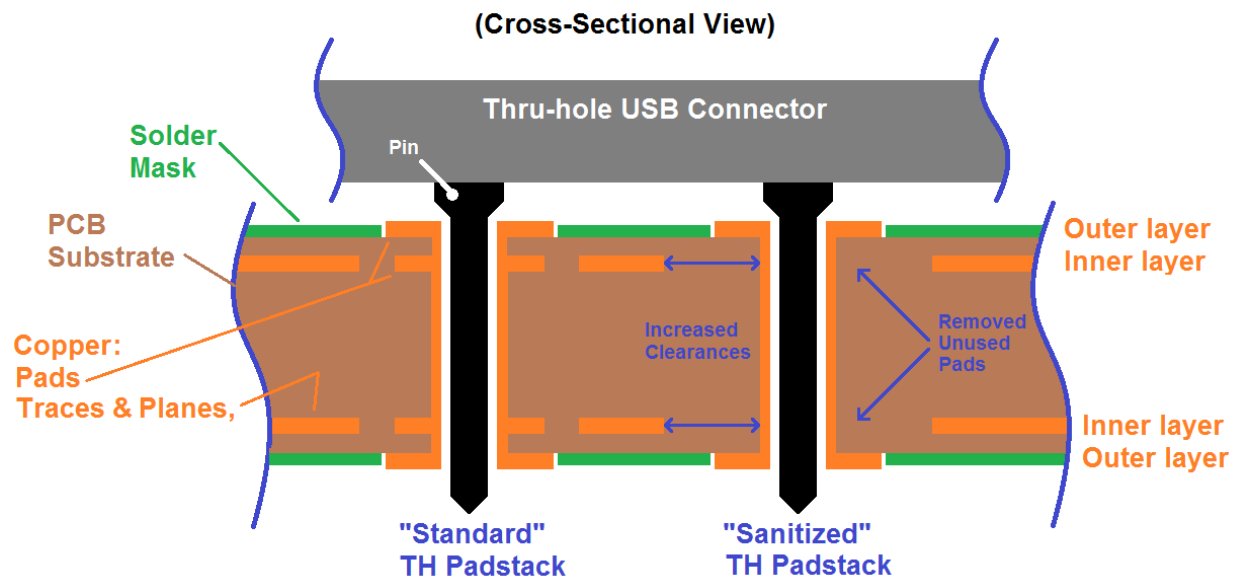 (Cross-Sectional View)
Thru-hole USB Connector
Solder
Mask
Pin
PCB
Substrate
Outer layer
Inner layer
Increased
Clearances
Removed
Unused
Pads
Copper:
Pads
Traces & Planes,
Inner layer
Outer layer
"Standard"
TH Padstack
"Sanitized"
TH Padstack